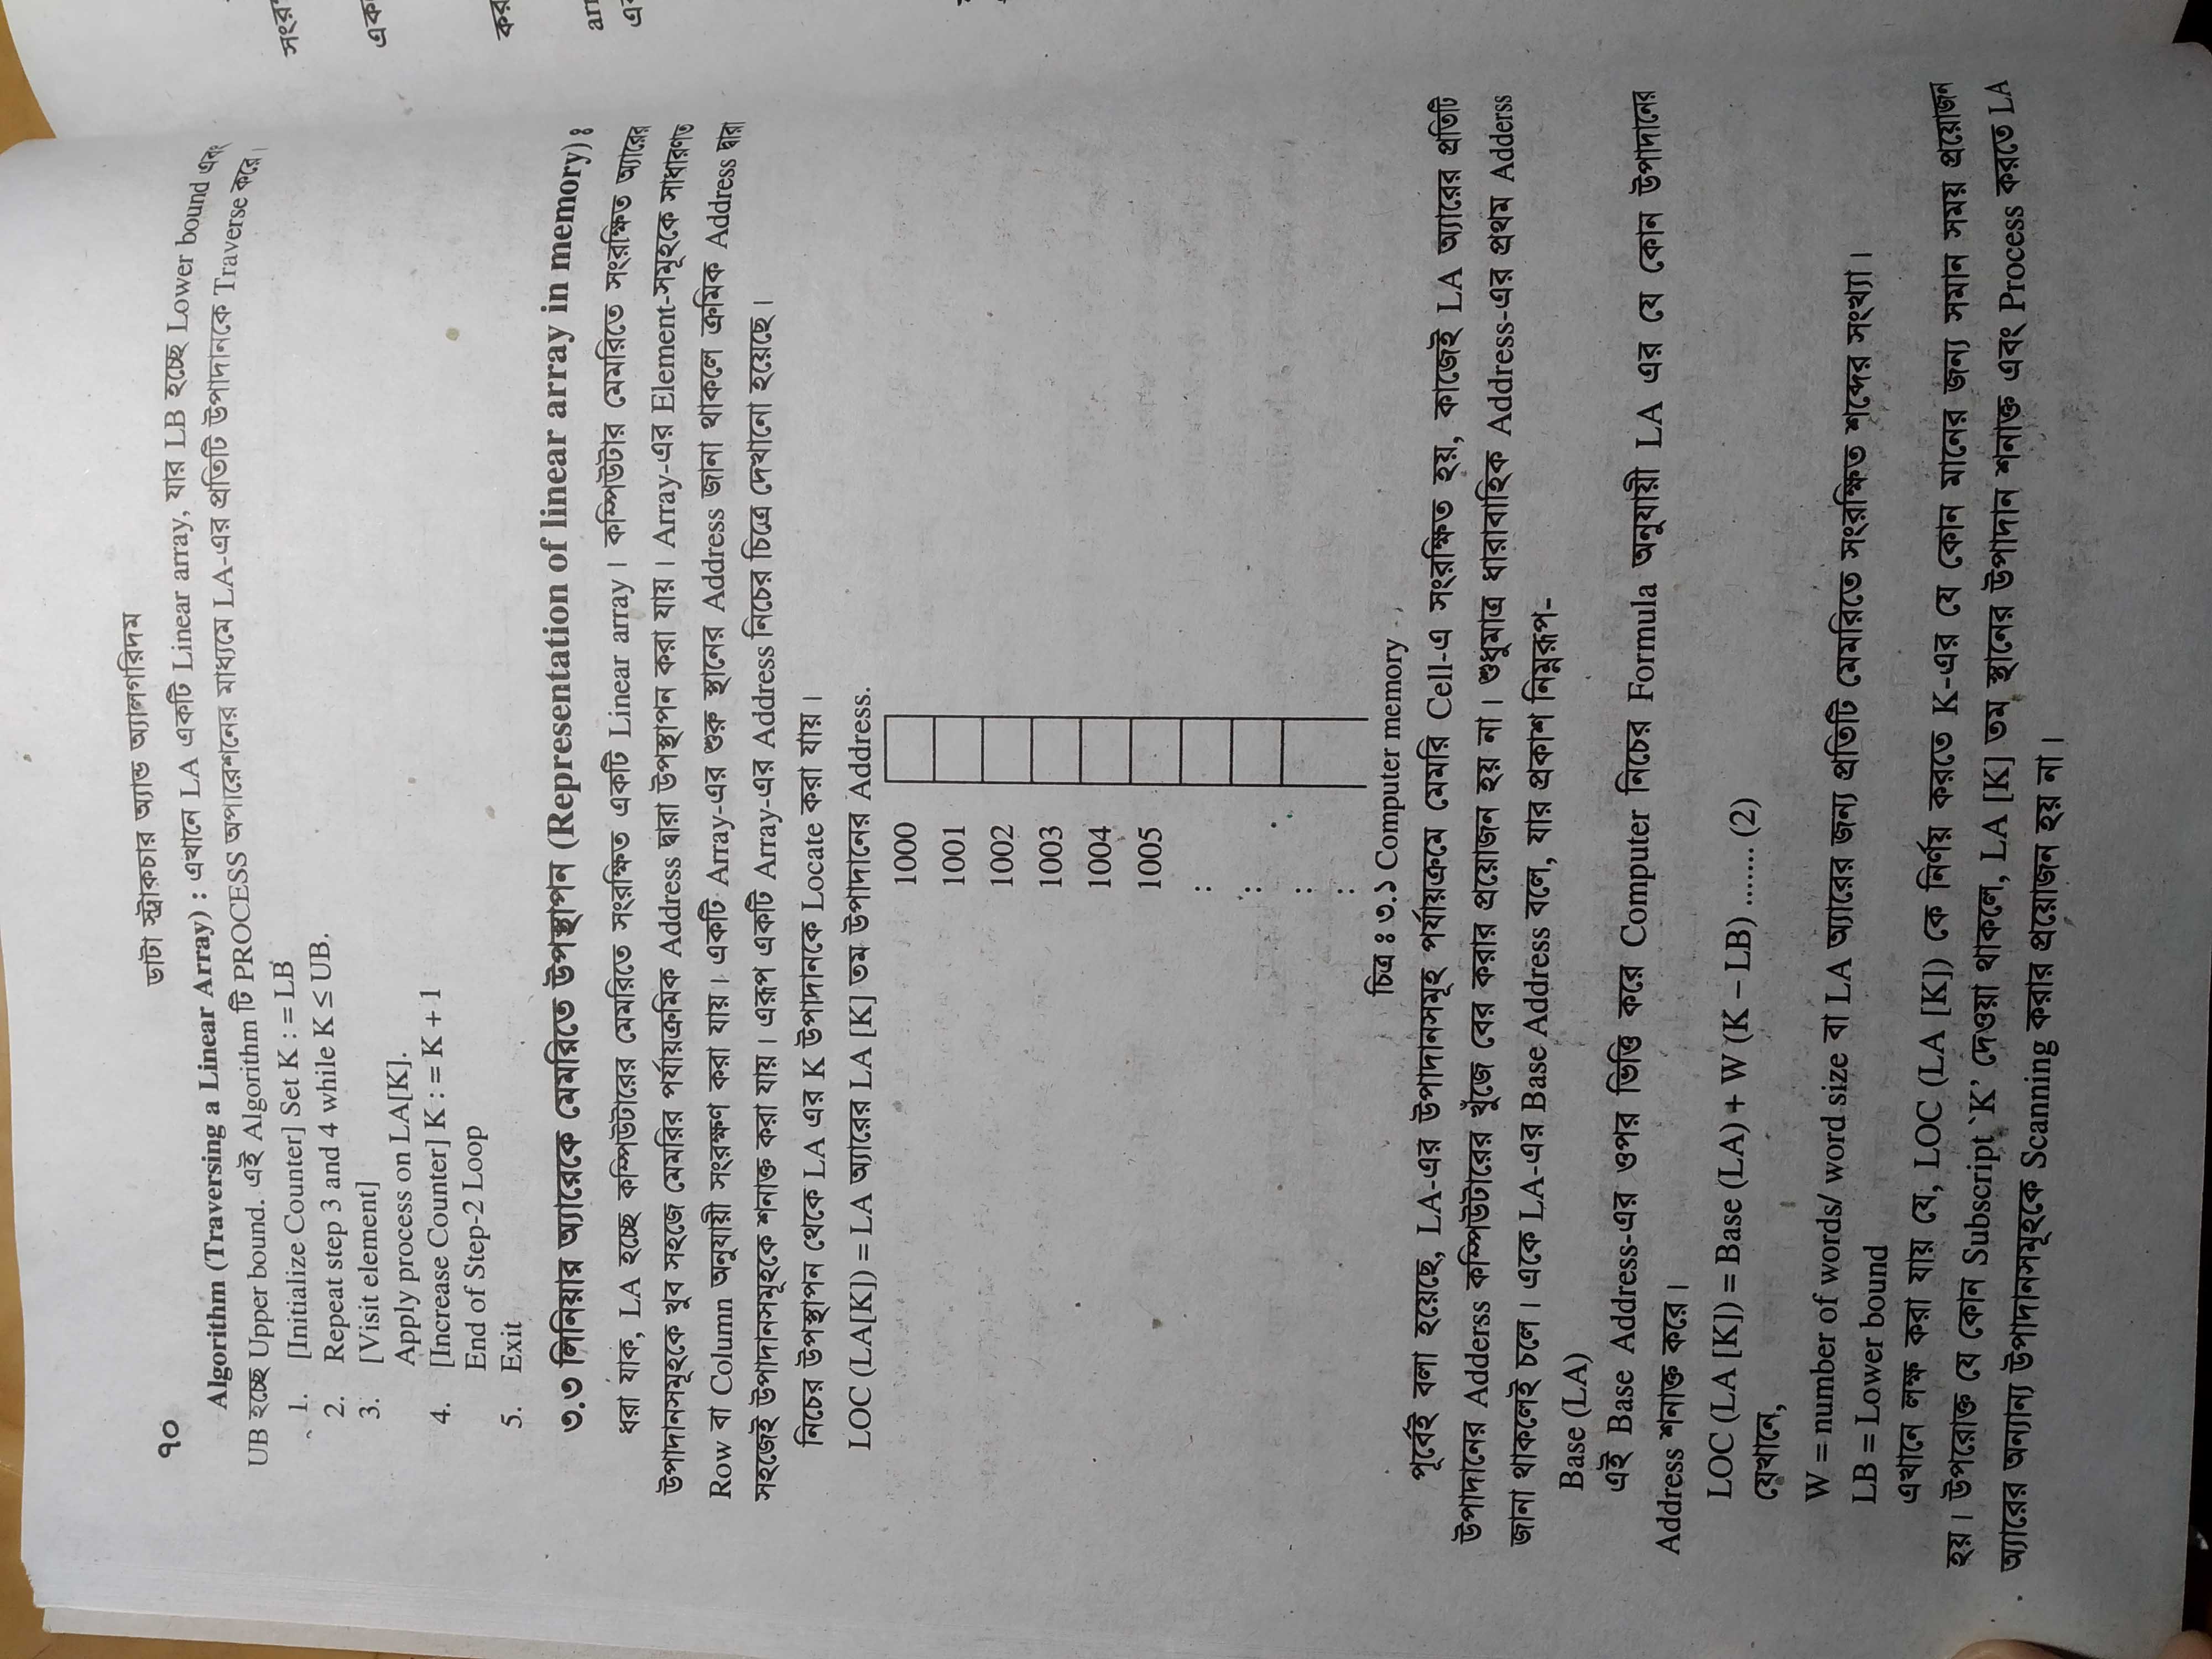 ৭০
ডাটা স্ট্রাকচার অ্যান্ড অ্যালগরিদম
Algorithm (Traversing a Linear Array) : এখানে LA একটি Linear array, যার LB হচ্ছে Lower bound এবং
UB হচ্ছে Upper bound. এই Algorithm টি PROCESS অপারেশনের মাধ্যমে LA-এর প্রতিটি উপাদানকে Traverse করে।
1. [Initialize Counter] Set K : = LB
2. Repeat step 3 and 4 while K ≤ UB.
3. [Visit element]
Apply process on LA[K].
4. [Increase Counter] K : = K + 1
End of Step-2 Loop
5. Exit
৩.৩ লিনিয়ার অ্যারেকে মেমরিতে উপস্থাপন (Representation of linear array in memory) ঃ
ধরা যাক, LA হচ্ছে কম্পিউটারের মেমরিতে সংরক্ষিত একটি Linear array । কম্পিউটার মেমরিতে সংরক্ষিত অ্যারের
উপাদানসমূহকে খুব সহজে মেমরির পর্যায়ক্রমিক Address দ্বারা উপস্থাপন করা যায়। Array-এর Element-সমূহকে সাধারণত
Row বা Column অনুযায়ী সংরক্ষণ করা যায়। একটি Array-এর শুরু স্থানের Address জানা থাকলে ক্রমিক Address দ্বারা
সহজেই উপাদানসমূহকে শনাক্ত করা যায়। এরূপ একটি Array-এর Address নিচের চিত্রে দেখানো হয়েছে।
নিচের উপস্থাপন থেকে LA এর K উপাদানকে Locate করা যায়।
LOC (LA[K]) = LA অ্যারের LA [K] তম উপাদানের Address.
1000
1001
1002
1003
1004
1005
:
:
:
:
চিত্র ঃ ৩.১ Computer memory
পূর্বেই বলা হয়েছে, LA-এর উপাদানসমূহ পর্যায়ক্রমে মেমরি Cell-এ সংরক্ষিত হয়, কাজেই LA অ্যারের প্রতিটি
উপাদানের Adderss কম্পিউটারের খুঁজে বের করার প্রয়োজন হয় না। শুধুমাত্র ধারাবাহিক Address-এর প্রথম Adderss
জানা থাকলেই চলে। একে LA-এর Base Address বলে, যার প্রকাশ নিম্নরূপ-
Base (LA)
এই Base Address-এর ওপর ভিত্তি করে Computer নিচের Formula অনুযায়ী LA এর যে কোন উপাদানের
Address শনাক্ত করে।
LOC (LA [K]) = Base (LA) + W (K – LB) ........ (2)
যেখানে,
W = number of words/ word size বা LA অ্যারের জন্য প্রতিটি মেমরিতে সংরক্ষিত শব্দের সংখ্যা।
LB = Lower bound
এখানে লক্ষ করা যায় যে, LOC (LA [K]) কে নির্ণয় করতে K-এর যে কোন মানের জন্য সমান সময় প্রয়োজন
হয়। উপরোক্ত যে কোন Subscript `K' দেওয়া থাকলে, LA [K] তম স্থানের উপাদান শনাক্ত এবং Process করতে LA
অ্যারের অন্যান্য উপাদানসমূহকে Scanning করার প্রয়োজন হয় না।